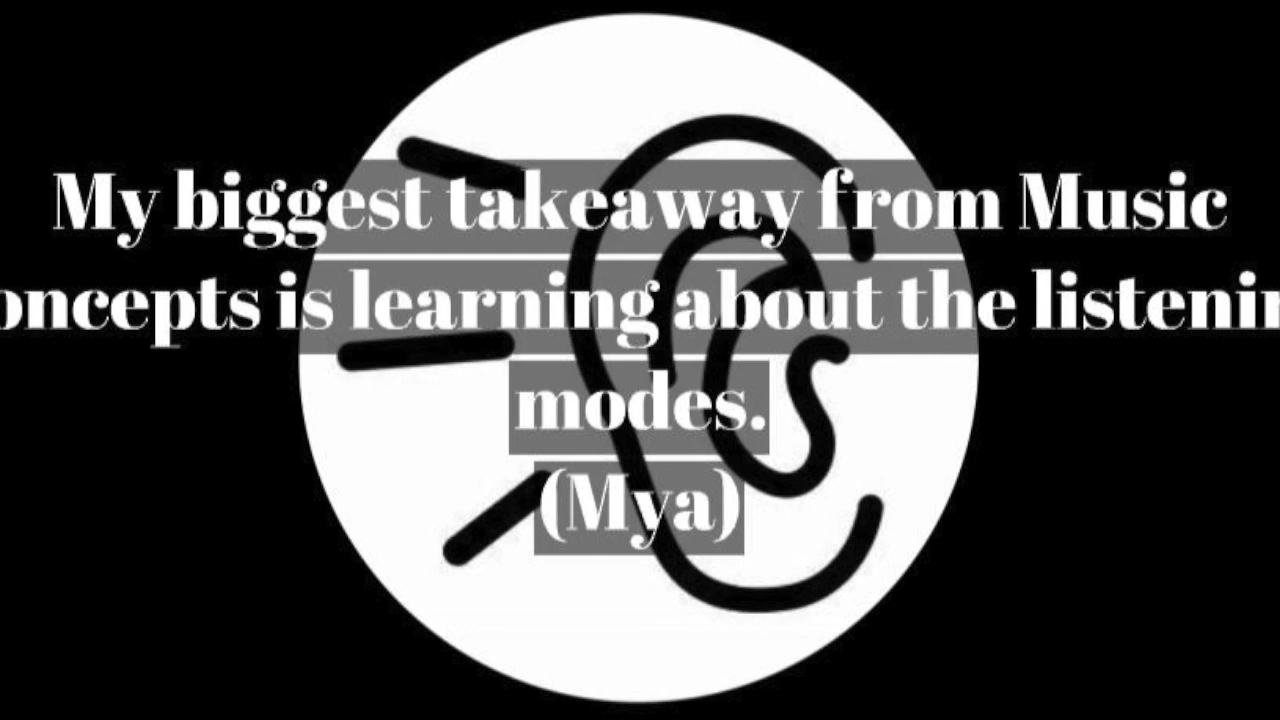 My biggest takeaway from Music
oncepts is learning about the listenin
modes.
(Mya)